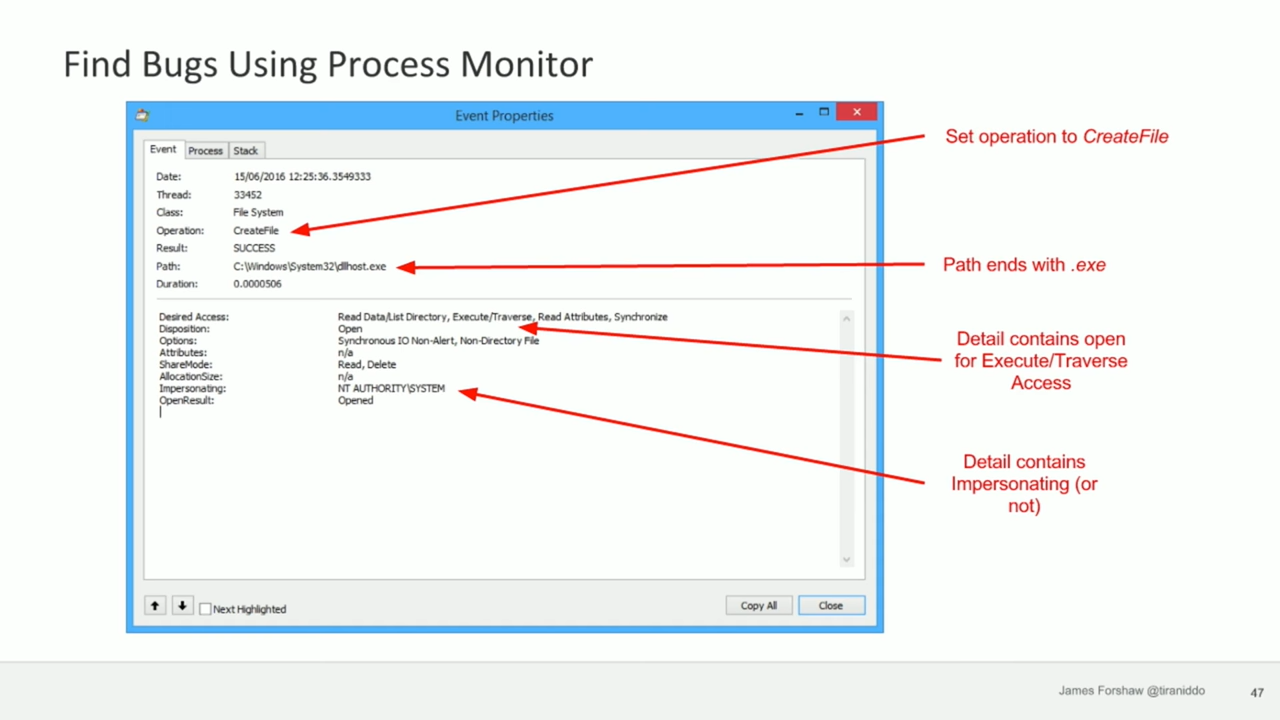 Find Bugs Using Process Monitor
Event Properties
Event Process Stack
Date: 15/06/2016 12:25:36.3549333
Thread: 33452
Class: File System
Operation: CreateFile
Result: SUCCESS
Path: C:\Windows\System32\dllhost.exe
Duration: 0.0000506
Desired Access: Read Data/List Directory, Execute/Traverse, Read Attributes, Synchronize
Disposition: Open
Options: Synchronous IO Non-Alert, Non-Directory File
Attributes: n/a
ShareMode: Read, Delete
AllocationSize: n/a
Impersonating: NT AUTHORITY\SYSTEM
OpenResult: Opened
Next Highlighted
Copy All
Close
Set operation to CreateFile
Path ends with .exe
Detail contains open
for Execute/Traverse
Access
Detail contains
Impersonating (or
not)
James Forshaw @tiraniddo
47